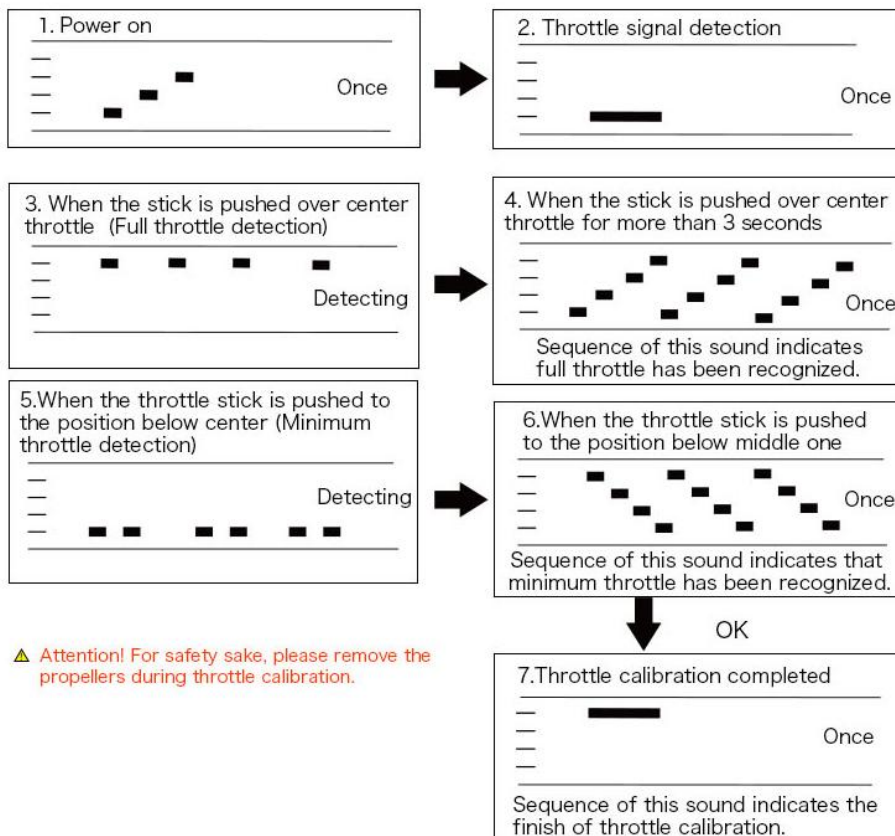 1. Power on
Once
2. Throttle signal detection
Once
3. When the stick is pushed over center
throttle (Full throttle detection)
Detecting
4. When the stick is pushed over center
throttle for more than 3 seconds
Once
Sequence of this sound indicates
full throttle has been recognized.
5.When the throttle stick is pushed to
the position below center (Minimum
throttle detection)
Detecting
6.When the throttle stick is pushed
to the position below middle one
Once
Sequence of this sound indicates that
minimum throttle has been recognized.
OK
Attention! For safety sake, please remove the
propellers during throttle calibration.
7.Throttle calibration completed
Once
Sequence of this sound indicates the
finish of throttle calibration.